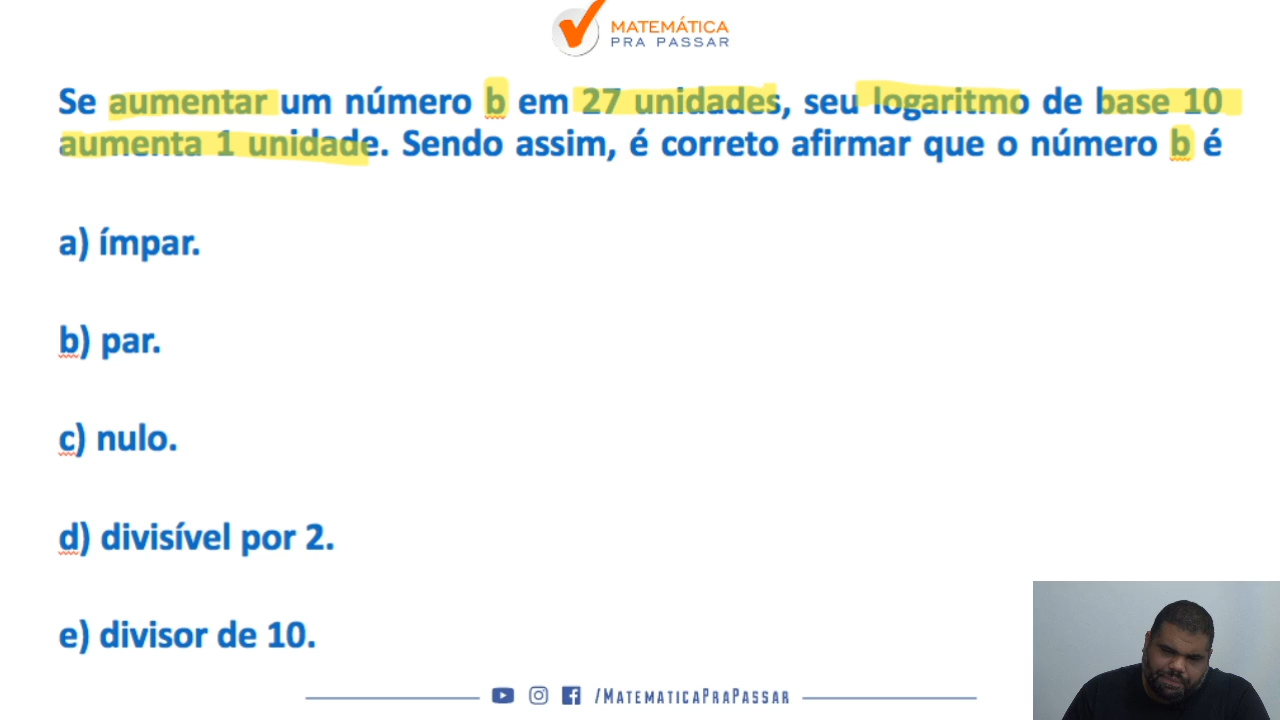 MATEMÁTICA
PRA PASSAR
Se aumentar um número b em 27 unidades, seu logaritmo de base 10
aumenta 1 unidade. Sendo assim, é correto afirmar que o número b é
a) ímpar.
b) par.
c) nulo.
d) divisível por 2.
e) divisor de 10.
/MATEMATICAPRAPASSAR